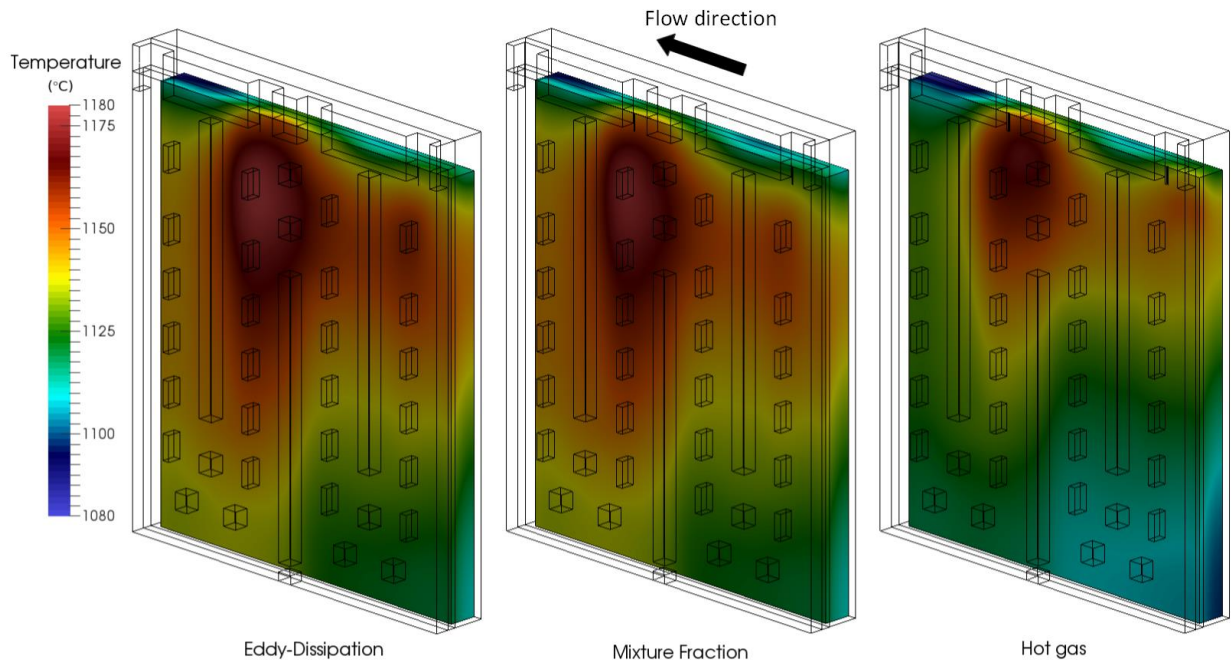 Flow direction
Temperature
(°C)
1180
1175
1150
1125
1100
1080
Eddy-Dissipation
Mixture Fraction
Hot gas